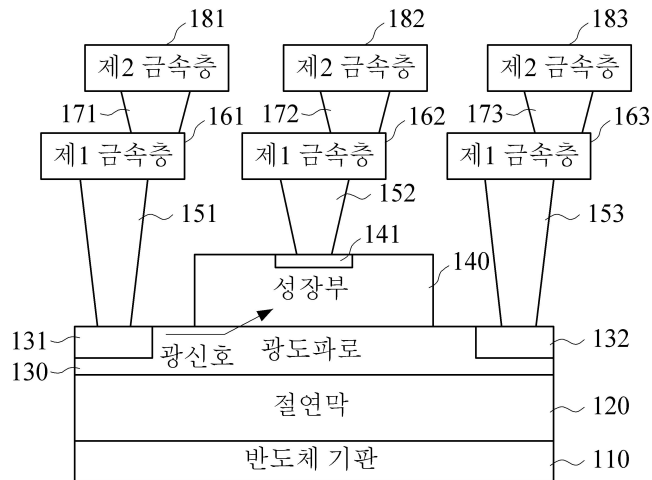 181
182
183
제2 금속층
제2 금속층
제2 금속층
171
161
172
162
173
163
제1 금속층
제1 금속층
제1 금속층
151
152
153
141
140
성장부
131
132
광신호
광도파로
130
절연막
120
반도체 기판
110